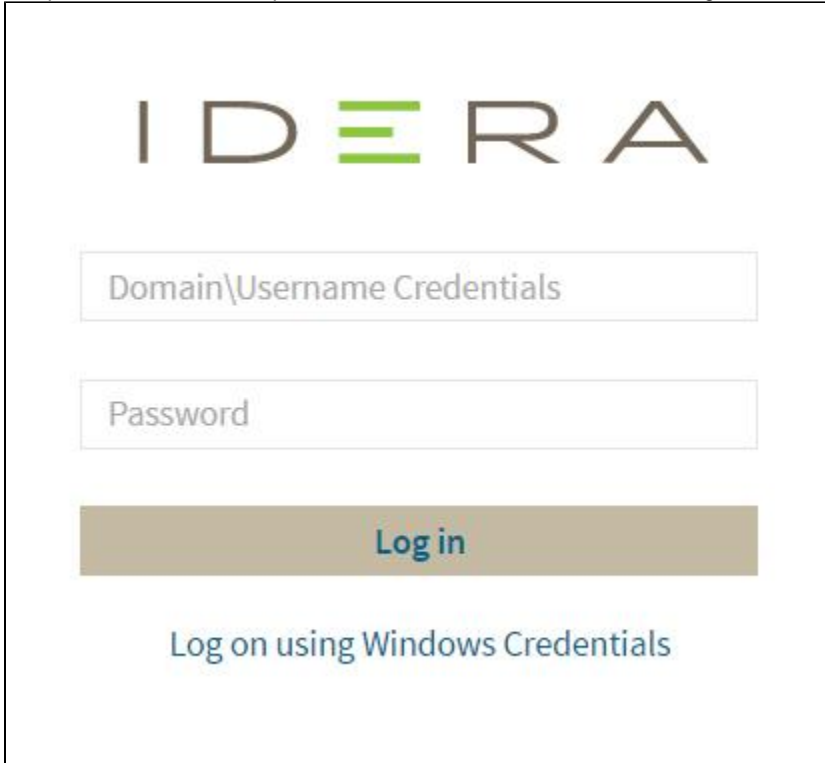 IDERA
Domain\Username Credentials
Password
Log in
Log on using Windows Credentials